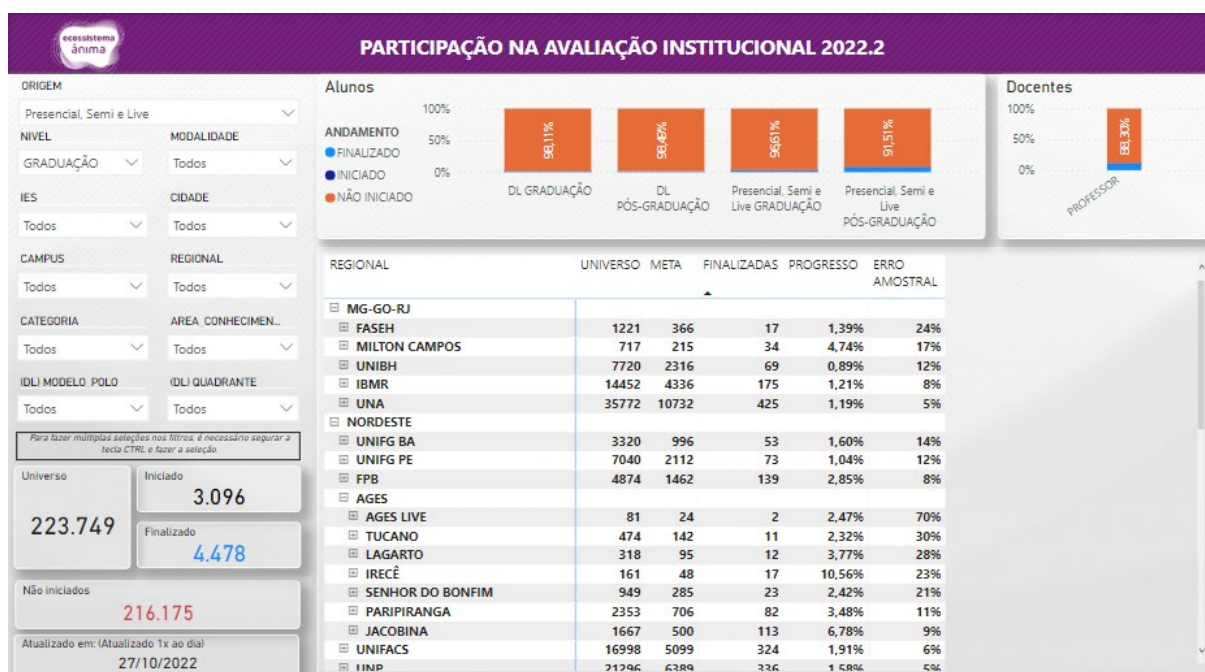 ecossistema
ănıma
PARTICIPAÇÃO NA AVALIAÇÃO INSTITUCIONAL 2022.2
ORIGEM
Presencial, Semi e Live
NIVEL MODALIDADE
GRADUAÇÃO Todos
IES CIDADE
Todos Todos
CAMPUS REGIONAL
Todos Todos
CATEGORIA AREA_CONHECIMEN...
Todos Todos
(DL) MODELO_POLO (DL) QUADRANTE
Todos Todos
Para fazer múltiplas seleções nos filtros, é necessário segurar a
tecla CTRL e fazer a seleção.
Universo
223.749
Iniciado
3.096
Finalizado
4.478
Não iniciados
216.175
Atualizado em: (Atualizado 1x ao dia)
27/10/2022
Alunos
ANDAMENTO
FINALIZADO
INICIADO
NÃO INICIADO
100%
50%
0%
98,11% 98,48% 96,61% 91,51%
DL GRADUAÇÃO
DL
PÓS-GRADUAÇÃO
Presencial, Semi e
Live GRADUAÇÃO
Presencial, Semi e
Live
PÓS-GRADUAÇÃO
Docentes
100%
50%
0%
88,30%
PROFESSOR
REGIONAL UNIVERSO META FINALIZADAS PROGRESSO ERRO
AMOSTRAL
MG-GO-RJ
FASEH 1221 366 17 1,39% 24%
MILTON CAMPOS 717 215 34 4,74% 17%
UNIBH 7720 2316 69 0,89% 12%
IBMR 14452 4336 175 1,21% 8%
UNA 35772 10732 425 1,19% 5%
NORDESTE
UNIFG BA 3320 996 53 1,60% 14%
UNIFG PE 7040 2112 73 1,04% 12%
FPB 4874 1462 139 2,85% 8%
AGES
AGES LIVE 81 24 2 2,47% 70%
TUCANO 474 142 11 2,32% 30%
LAGARTO 318 95 12 3,77% 28%
IRECÊ 161 48 17 10,56% 23%
SENHOR DO BONFIM 949 285 23 2,42% 21%
PARIPIRANGA 2353 706 82 3,48% 11%
JACOBINA 1667 500 113 6,78% 9%
UNIFACS 16998 5099 324 1,91% 6%
UNP 21296 6389 336 1,58% 5%